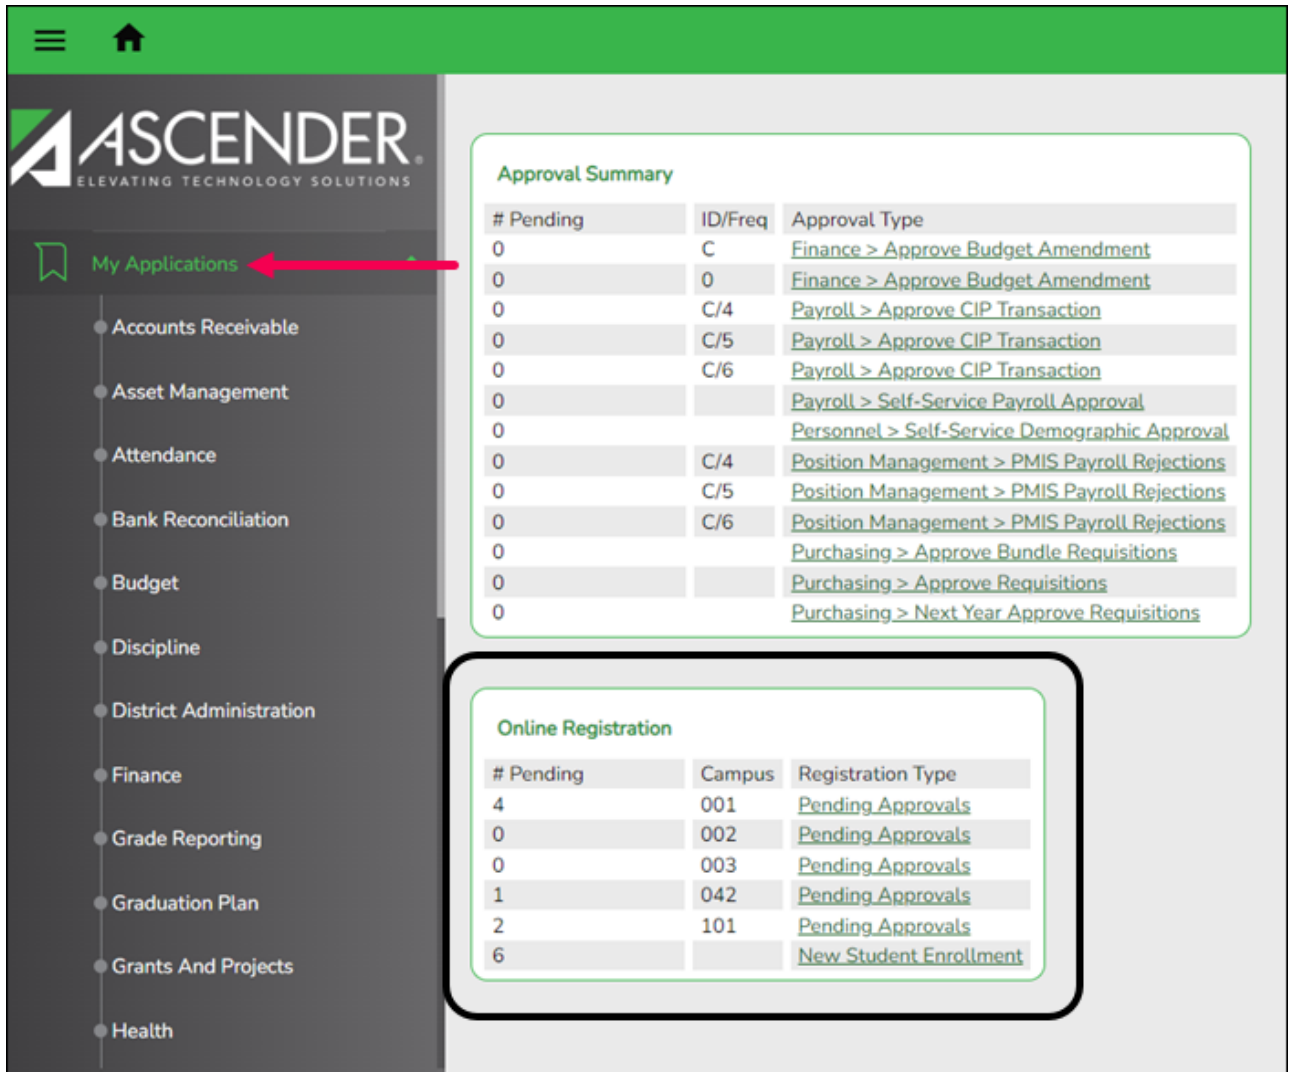 ASCENDER®
ELEVATING TECHNOLOGY SOLUTIONS
My Applications
Accounts Receivable
Asset Management
Attendance
Bank Reconciliation
Budget
Discipline
District Administration
Finance
Grade Reporting
Graduation Plan
Grants And Projects
Health
Approval Summary
# Pending ID/Freq Approval Type
0 C Finance > Approve Budget Amendment
0 0 Finance > Approve Budget Amendment
0 C/4 Payroll > Approve CIP Transaction
0 C/5 Payroll > Approve CIP Transaction
0 C/6 Payroll > Approve CIP Transaction
0 Payroll > Self-Service Payroll Approval
0 Personnel > Self-Service Demographic Approval
0 C/4 Position Management > PMIS Payroll Rejections
0 C/5 Position Management > PMIS Payroll Rejections
0 C/6 Position Management > PMIS Payroll Rejections
0 Purchasing > Approve Bundle Requisitions
0 Purchasing > Approve Requisitions
0 Purchasing > Next Year Approve Requisitions
Online Registration
# Pending Campus Registration Type
4 001 Pending Approvals
0 002 Pending Approvals
0 003 Pending Approvals
1 042 Pending Approvals
2 101 Pending Approvals
6 New Student Enrollment